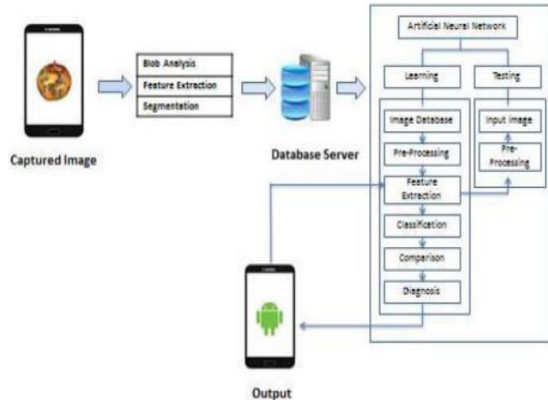 Artificial Neural Network
Blob Analysis
Feature Extraction
Segmentation
Learning
Testing
Captured Image
Database Server
Image Database
Pre-Processing
Feature
Extraction
Classification
Comparison
Diagnosis
Input image
Pre-
Processing
Output